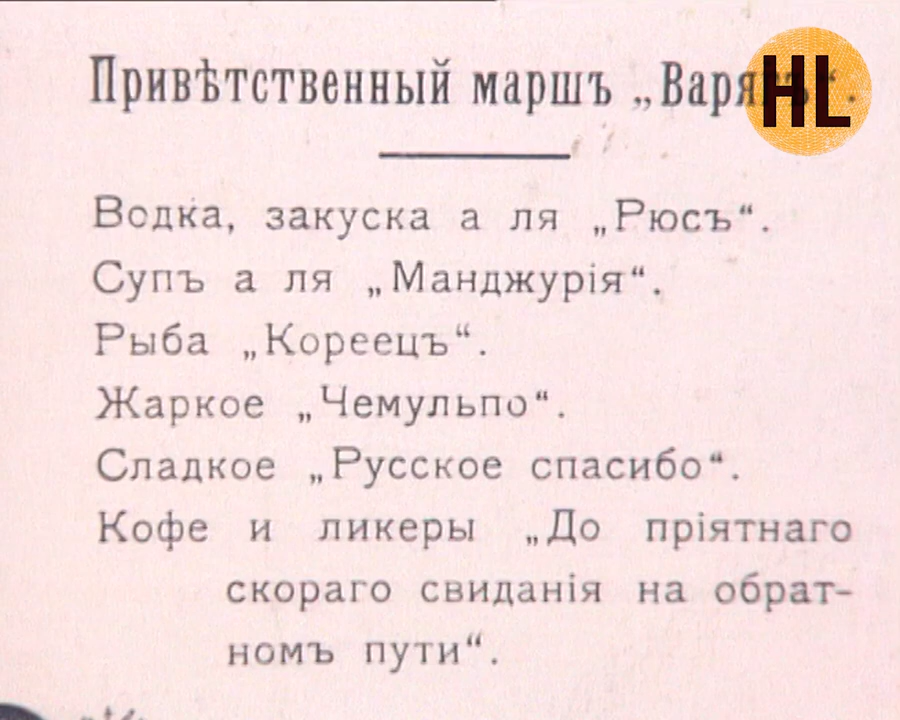 Привѣтственный маршъ „Варягъ“.
HL
Водка, закуска а ля „Рюсъ“.
Супъ а ля „Манджурія“.
Рыба „Кореецъ“.
Жаркое „Чемульпо“.
Сладкое „Русское спасибо“.
Кофе и ликеры „До пріятнаго
скораго свиданія на обрат-
номъ пути“.